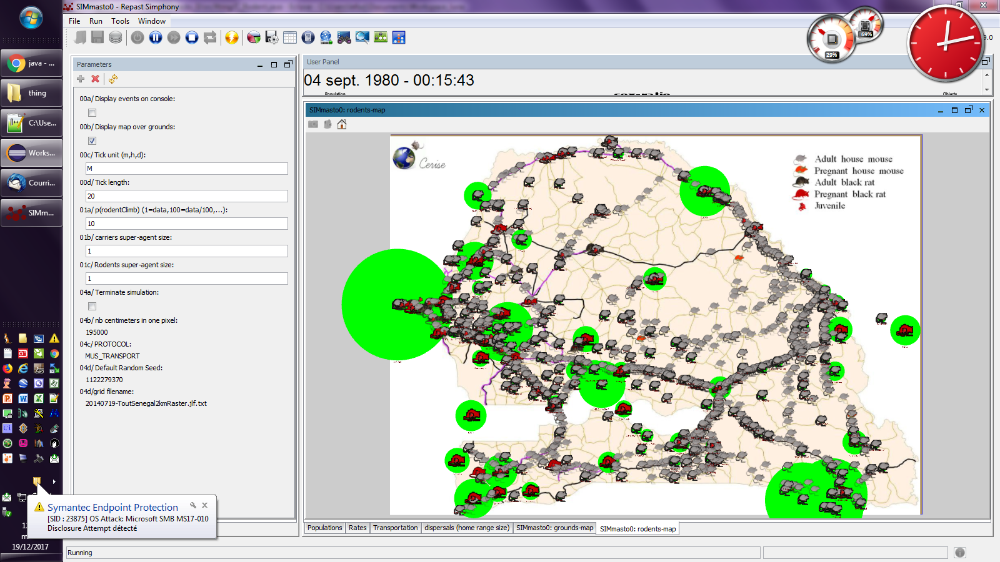 SIMmasto0 - Repast Simphony
File Run Tools Window
java - ...
thing
C:\Use...
Works...
Courri...
SIMm...
Parameters
00a/ Display events on console:
00b/ Display map over grounds:
00c/ Tick unit (m,h,d):
M
00d/ Tick length:
20
01a/ p(rodentClimb) (1=data,100=data/100,...):
10
01b/ carriers super-agent size:
1
01c/ Rodents super-agent size:
1
04a/ Terminate simulation:
04b/ nb centimeters in one pixel:
195000
04c/ PROTOCOL:
MUS_TRANSPORT
04d/ Default Random Seed:
1122279370
04d/grid filename:
20140719-ToutSenegal2kmRaster.jlf.txt
User Panel
04 sept. 1980 - 00:15:43
Population sex-ratio Objects
29%
69%
9.0
SIMmasto0: rodents-map
Cerise
Adult house mouse
Pregnant house mouse
Adult black rat
Pregnant black rat
Juvenile
Populations Rates Transportation dispersals (home range size) SIMmasto0: grounds-map SIMmasto0: rodents-map
Symantec Endpoint Protection
[SID : 23875] OS Attack: Microsoft SMB MS17-010
Disclosure Attempt détecté
19/12/2017
Running